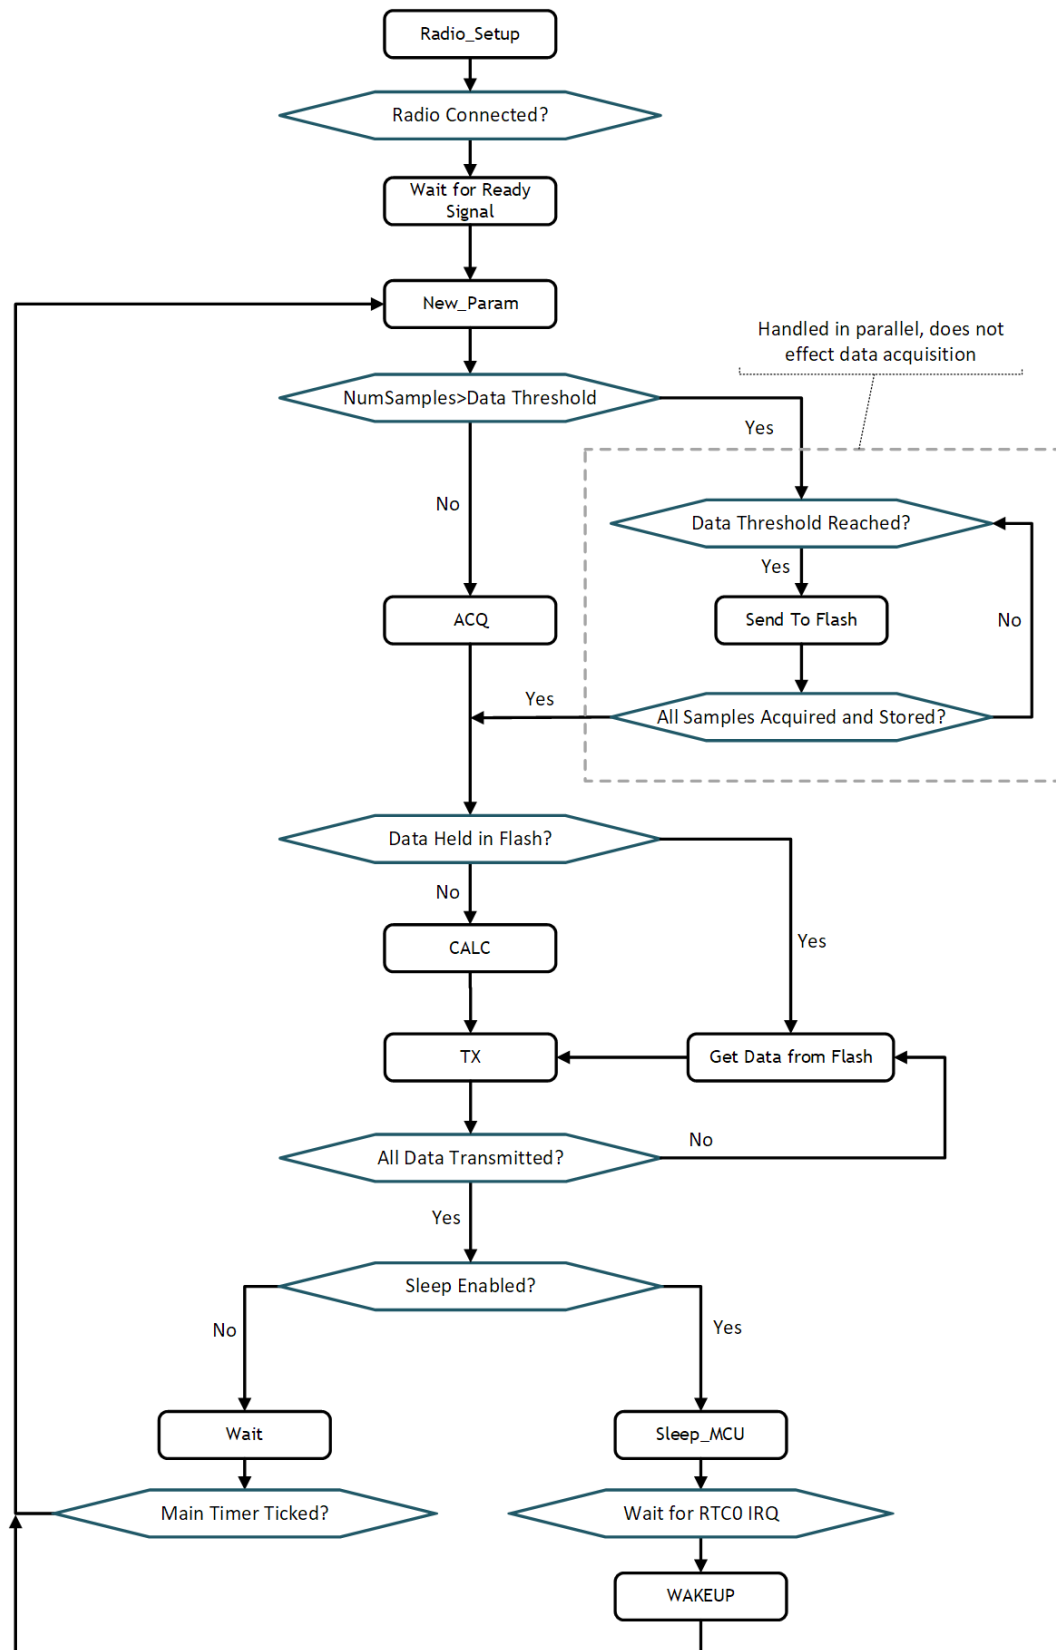 Radio_Setup
Radio Connected?
Wait for Ready
Signal
New_Param
Handled in parallel, does not
effect data acquisition
NumSamples>Data Threshold
Yes
No
Data Threshold Reached?
Yes
ACQ
Send To Flash
No
Yes
All Samples Acquired and Stored?
Data Held in Flash?
No
Yes
CALC
TX
Get Data from Flash
No
All Data Transmitted?
Yes
Sleep Enabled?
No
Yes
Wait
Sleep_MCU
Main Timer Ticked?
Wait for RTC0 IRQ
WAKEUP